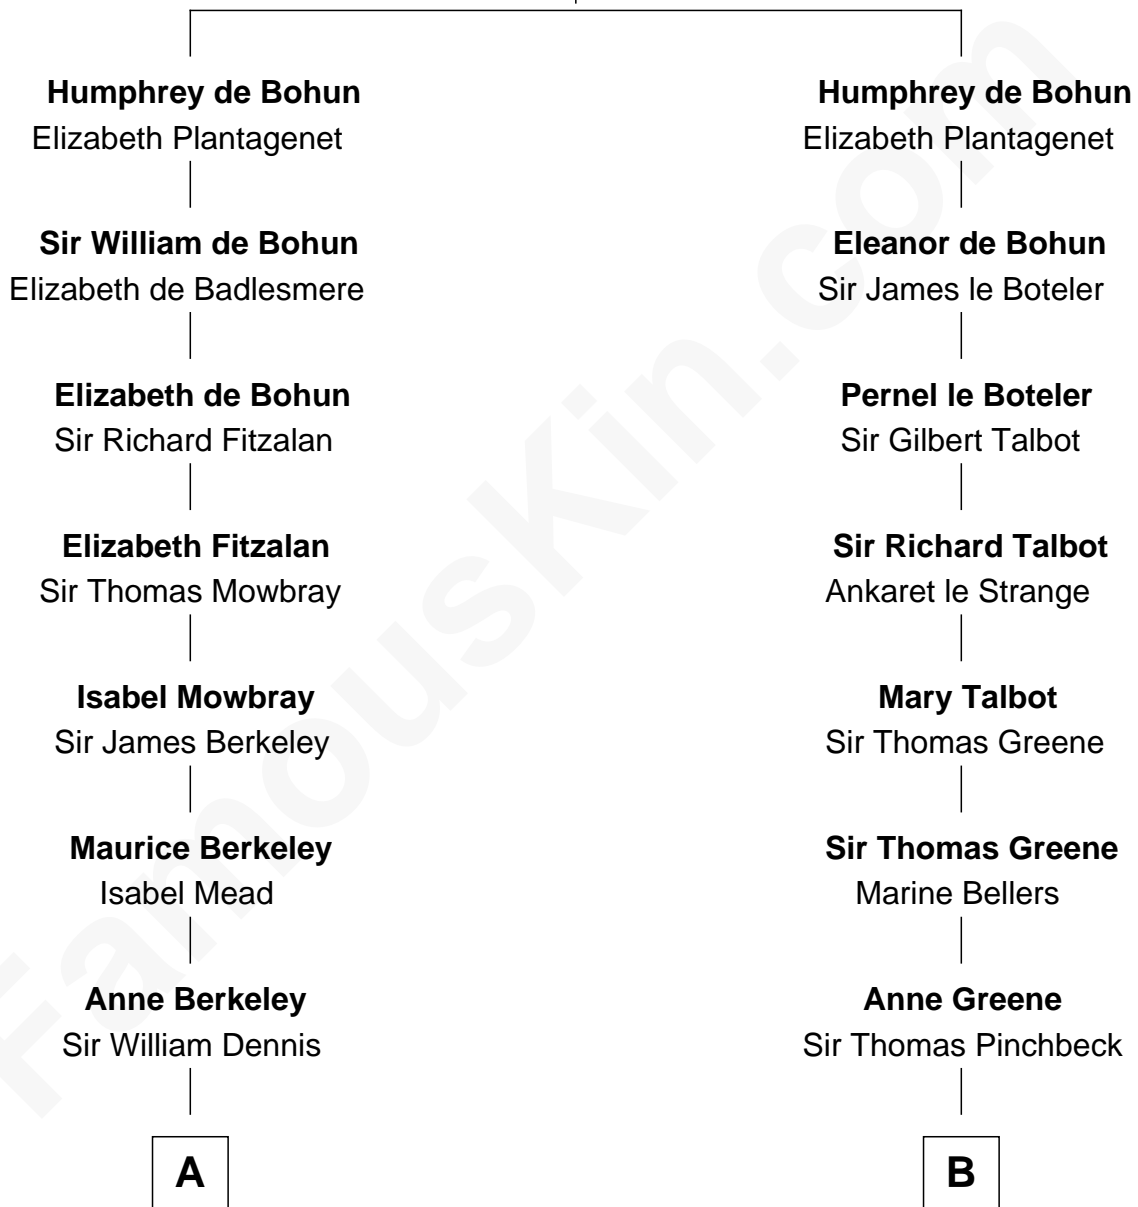 Humphrey de Bohun
Elizabeth Plantagenet
Sir William de Bohun
Elizabeth de Badlesmere
Elizabeth de Bohun
Sir Richard Fitzalan
Elizabeth Fitzalan
Sir Thomas Mowbray
Isabel Mowbray
Sir James Berkeley
Maurice Berkeley
Isabel Mead
Anne Berkeley
Sir William Dennis
A
Humphrey de Bohun
Elizabeth Plantagenet
Eleanor de Bohun
Sir James le Boteler
Pernel le Boteler
Sir Gilbert Talbot
Sir Richard Talbot
Ankaret le Strange
Mary Talbot
Sir Thomas Greene
Sir Thomas Greene
Marine Bellers
Anne Greene
Sir Thomas Pinchbeck
B
FamousKin.com